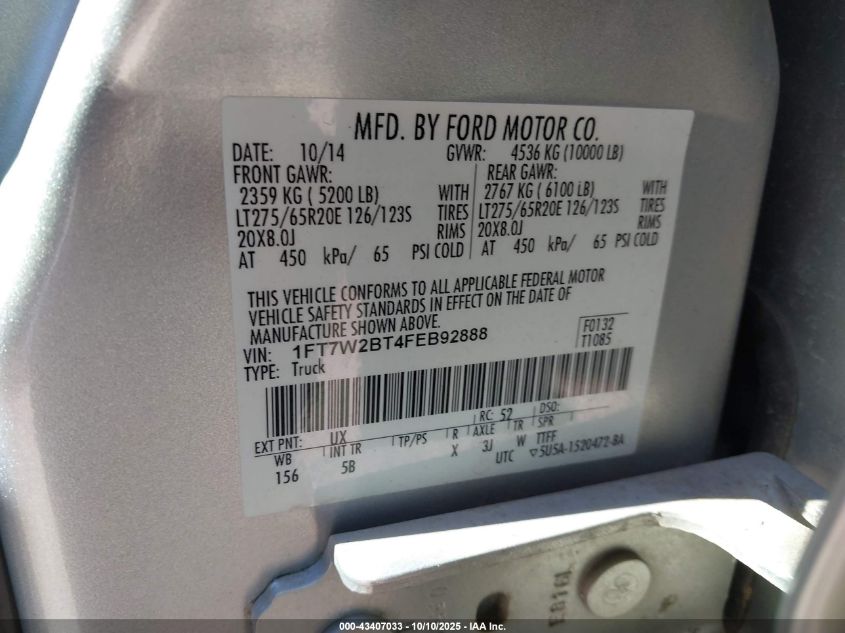 MFD. BY FORD MOTOR CO.
DATE: 10/14 GVWR: 4536 KG (10000 LB)
FRONT GAWR: REAR GAWR:
2359 KG ( 5200 LB) WITH 2767 KG ( 6100 LB) WITH
LT275/65R20E 126/123S TIRES LT275/65R20E 126/123S TIRES
20X8.0J RIMS 20X8.0J RIMS
AT 450 kPa/ 65 PSI COLD AT 450 kPa/ 65 PSI COLD
THIS VEHICLE CONFORMS TO ALL APPLICABLE FEDERAL MOTOR
VEHICLE SAFETY STANDARDS IN EFFECT ON THE DATE OF
MANUFACTURE SHOWN ABOVE.
VIN: 1FT7W2BT4FEB92888 F0132
TYPE: Truck T1085
EXT PNT: UX RC: 52 DSO:
WB INT TR TP/PS R AXLE TR SPR
156 5B X 3J W TTFF
UTC ▽5U5A-1520472-BA
E816L
000-43407033 - 10/10/2025 - IAA Inc.